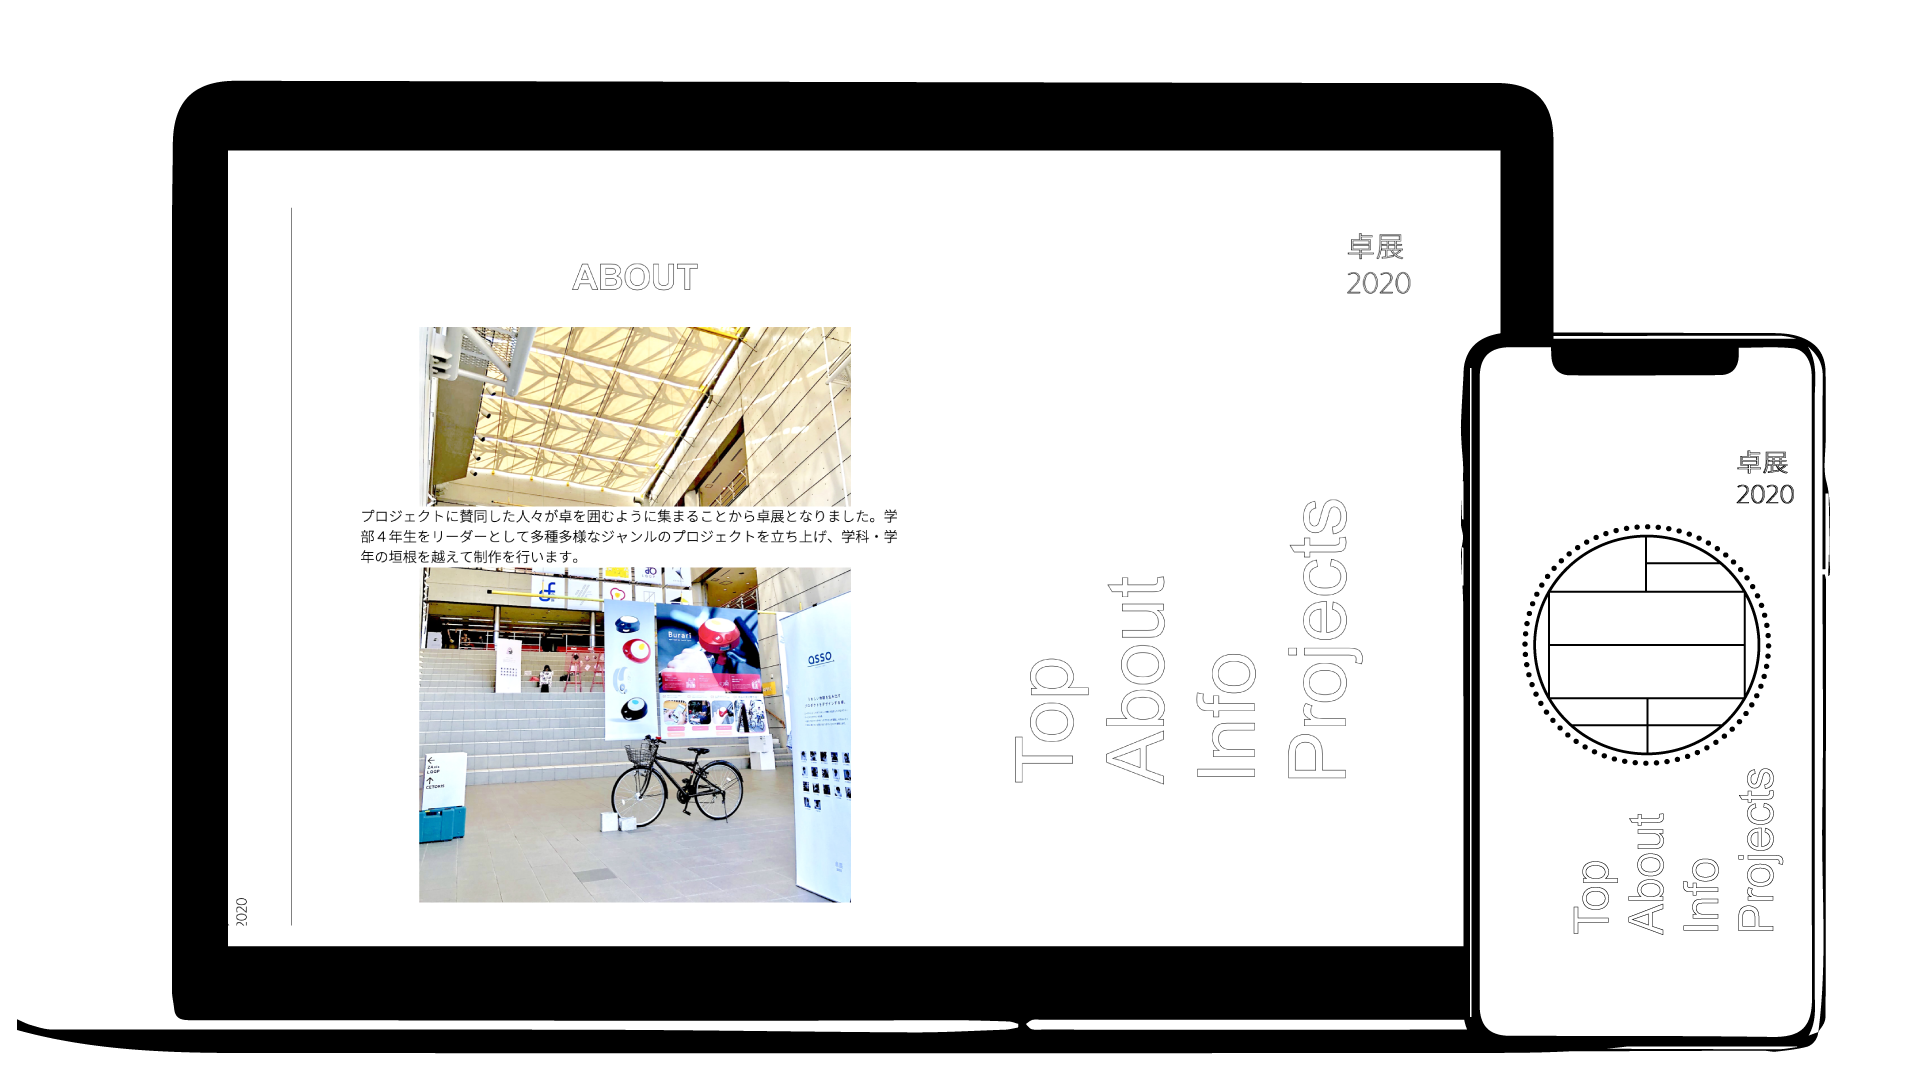 卓展
2020
ABOUT
プロジェクトに賛同した人々が卓を囲むように集まることから卓展となりました。学
部４年生をリーダーとして多種多様なジャンルのプロジェクトを立ち上げ、学科・学
年の垣根を越えて制作を行います。
Burari
asso
LOOP
Top
About
Info
Projects
2020
卓展
2020
Top
About
Info
Projects